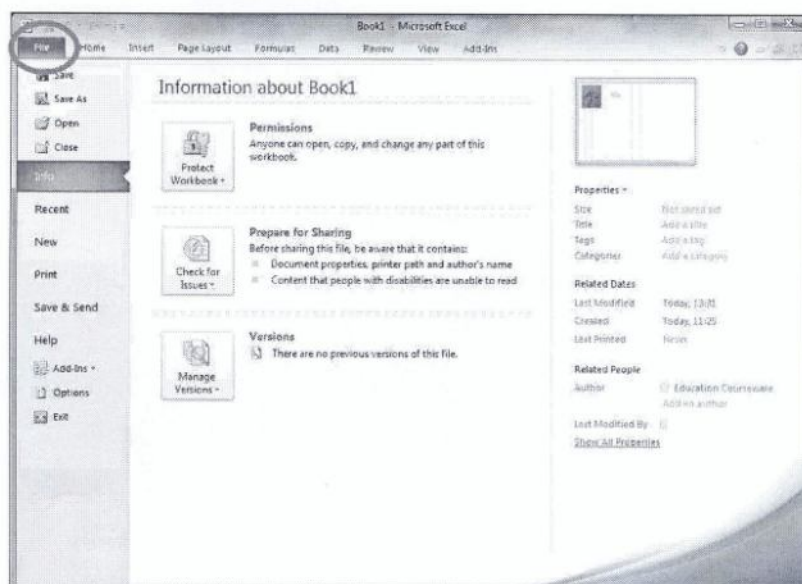 Book1 - Microsoft Excel
File Home Insert Page Layout Formulas Data Review View Add-Ins
Save
Save As
Open
Close
Info
Recent
New
Print
Save & Send
Help
Add-Ins
Options
Exit
Information about Book1
Protect
Workbook
Permissions
Anyone can open, copy, and change any part of this
workbook.
Check for
Issues
Prepare for Sharing
Before sharing this file, be aware that it contains:
Document properties, printer path and author's name
Content that people with disabilities are unable to read
Manage
Versions
Versions
There are no previous versions of this file.
Properties
Size Not saved yet
Title Add a title
Tags Add a tag
Categories Add a category
Related Dates
Last Modified Today,
Created Today, 11:25
Last Printed Never
Related People
Author Education Courseware
Add an author
Last Modified By
Show All Properties